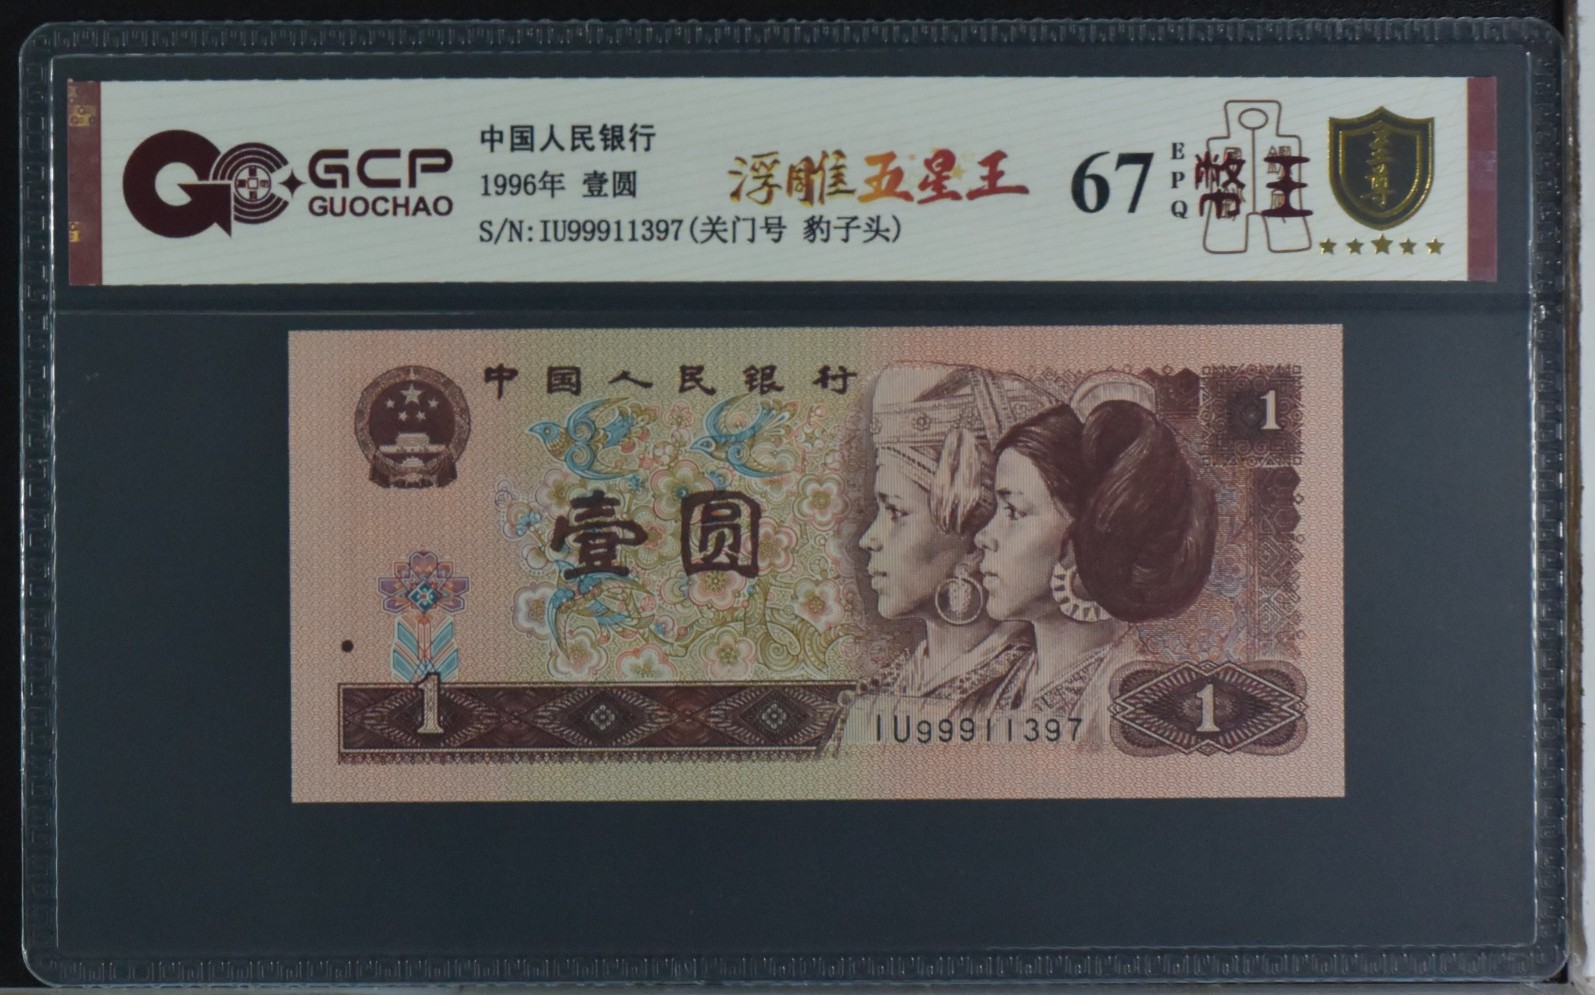 GCP
GUOCHAO
中国人民银行
1996年 壹圆
S/N:IU99911397(关门号 豹子头)
浮雕五星王
67
EPQ
至尊
中国人民银行
1
壹圆
1
IU99911397
1